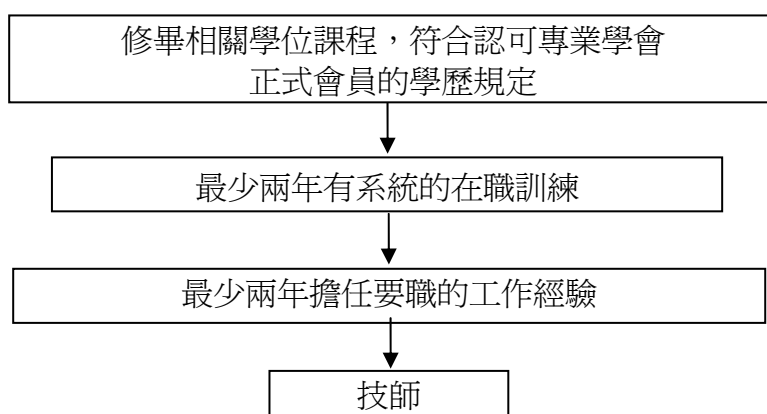 修畢相關學位課程，符合認可專業學會
正式會員的學歷規定
最少兩年有系統的在職訓練
最少兩年擔任要職的工作經驗
技師